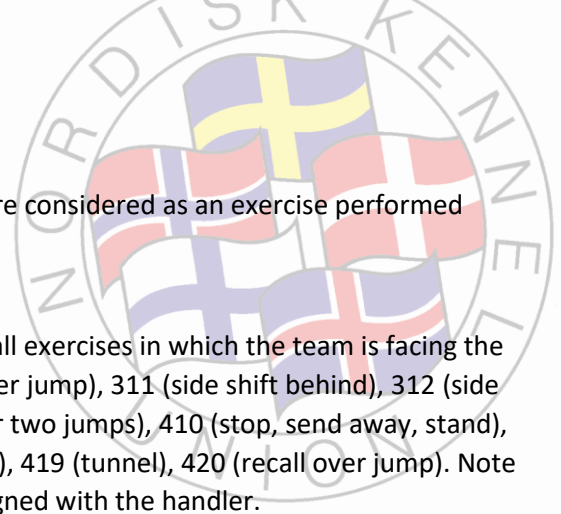 NORDISK KENNEL UNION
re considered as an exercise performed
all exercises in which the team is facing the
er jump), 311 (side shift behind), 312 (side
r two jumps), 410 (stop, send away, stand),
), 419 (tunnel), 420 (recall over jump). Note
gned with the handler.